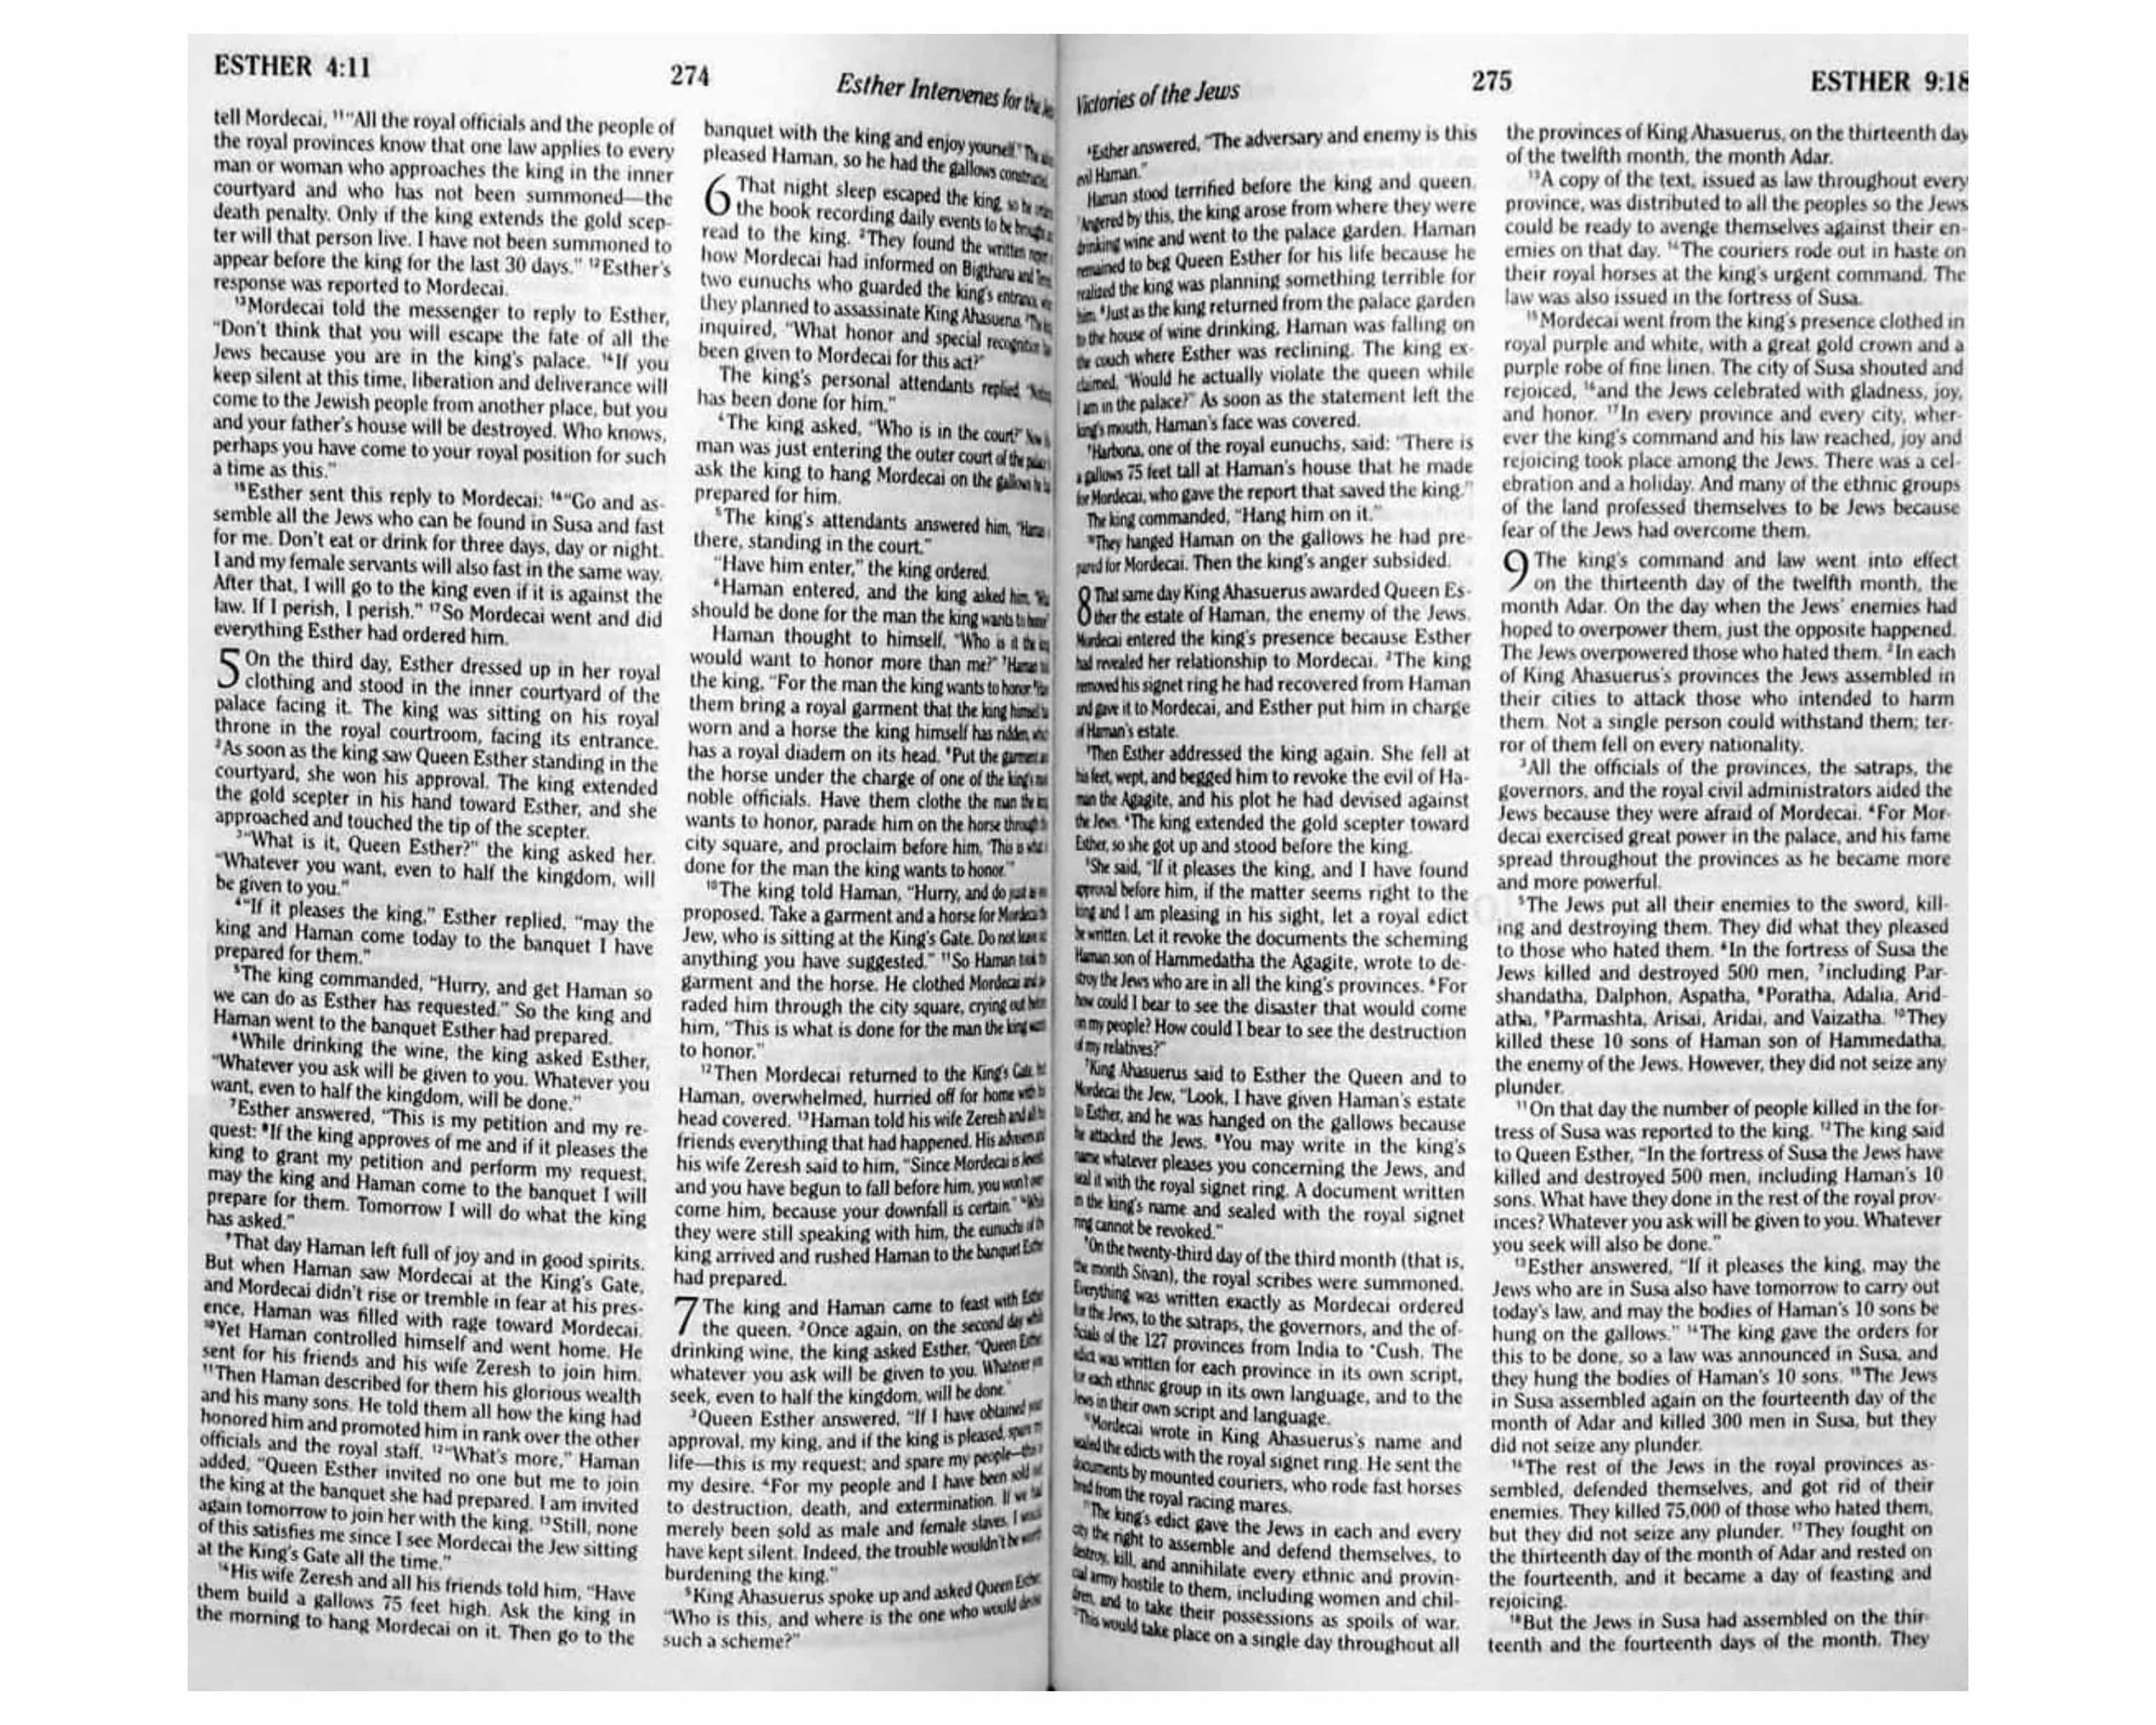 ESTHER 4:11
274
Esther Intervenes for the
tell Mordecai, 11"All the royal officials and the people of
the royal provinces know that one law applies to every
man or woman who approaches the king in the inner
courtyard and who has not been summoned—the
death penalty. Only if the king extends the gold scep-
ter will that person live. I have not been summoned to
appear before the king for the last 30 days." 12Esther's
response was reported to Mordecai.
13Mordecai told the messenger to reply to Esther,
"Don't think that you will escape the fate of all the
Jews because you are in the king's palace. 14If you
keep silent at this time, liberation and deliverance will
come to the Jewish people from another place, but you
and your father's house will be destroyed. Who knows,
perhaps you have come to your royal position for such
a time as this."
15Esther sent this reply to Mordecai: 16"Go and as-
semble all the Jews who can be found in Susa and fast
for me. Don't eat or drink for three days, day or night.
I and my female servants will also fast in the same way.
After that, I will go to the king even if it is against the
law. If I perish, I perish." 17So Mordecai went and did
everything Esther had ordered him.
5 On the third day, Esther dressed up in her royal
clothing and stood in the inner courtyard of the
palace facing it. The king was sitting on his royal
throne in the royal courtroom, facing its entrance.
2As soon as the king saw Queen Esther standing in the
courtyard, she won his approval. The king extended
the gold scepter in his hand toward Esther, and she
approached and touched the tip of the scepter.
3"What is it, Queen Esther?" the king asked her.
"Whatever you want, even to half the kingdom, will
be given to you."
4"If it pleases the king," Esther replied, "may the
king and Haman come today to the banquet I have
prepared for them."
5The king commanded, "Hurry, and get Haman so
we can do as Esther has requested." So the king and
Haman went to the banquet Esther had prepared.
6While drinking the wine, the king asked Esther,
"Whatever you ask will be given to you. Whatever you
want, even to half the kingdom, will be done."
7Esther answered, "This is my petition and my re-
quest: 8If the king approves of me and if it pleases the
king to grant my petition and perform my request,
may the king and Haman come to the banquet I will
prepare for them. Tomorrow I will do what the king
has asked."
9That day Haman left full of joy and in good spirits.
But when Haman saw Mordecai at the King's Gate,
and Mordecai didn't rise or tremble in fear at his pres-
ence, Haman was filled with rage toward Mordecai.
10Yet Haman controlled himself and went home. He
sent for his friends and his wife Zeresh to join him.
11Then Haman described for them his glorious wealth
and his many sons. He told them all how the king had
honored him and promoted him in rank over the other
officials and the royal staff. 12"What's more," Haman
added, "Queen Esther invited no one but me to join
the king at the banquet she had prepared. I am invited
again tomorrow to join her with the king. 13Still, none
of this satisfies me since I see Mordecai the Jew sitting
at the King's Gate all the time."
14His wife Zeresh and all his friends told him, "Have
them build a gallows 75 feet high. Ask the king in
the morning to hang Mordecai on it. Then go to the
banquet with the king and enjoy yourself."
pleased Haman, so he had the gallows constructed.
6 That night sleep escaped the king, so he
the book recording daily events to be brought
read to the king. 2They found the written
how Mordecai had informed on Bigthana and
two eunuchs who guarded the king's entrance,
they planned to assassinate King Ahasuerus.
inquired, "What honor and special recognition
been given to Mordecai for this act?"
The king's personal attendants replied,
has been done for him."
4The king asked, "Who is in the court?"
man was just entering the outer court of the
ask the king to hang Mordecai on the gallows he
prepared for him.
5The king's attendants answered him,
there, standing in the court."
"Have him enter," the king ordered.
6Haman entered, and the king asked him,
should be done for the man the king wants to honor?"
Haman thought to himself, "Who is it the
would want to honor more than me?" 7Haman
the king, "For the man the king wants to honor:
them bring a royal garment that the king himself
worn and a horse the king himself has ridden,
has a royal diadem on its head. 9Put the garment
the horse under the charge of one of the king's
noble officials. Have them clothe the man the
wants to honor, parade him on the horse through
city square, and proclaim before him, 'This is
done for the man the king wants to honor.'"
10The king told Haman, "Hurry, and do just
proposed. Take a garment and a horse for Mordecai
Jew, who is sitting at the King's Gate. Do not
anything you have suggested." 11So Haman took
garment and the horse. He clothed Mordecai and
raded him through the city square, crying out
him, "This is what is done for the man the king
to honor."
12Then Mordecai returned to the King's Gate,
Haman, overwhelmed, hurried off for home with
head covered. 13Haman told his wife Zeresh and all
friends everything that had happened. His
his wife Zeresh said to him, "Since Mordecai is
and you have begun to fall before him, you won't
come him, because your downfall is certain."
they were still speaking with him, the eunuchs of
king arrived and rushed Haman to the banquet
had prepared.
7 The king and Haman came to feast with Esther
the queen. 2Once again, on the second day
drinking wine, the king asked Esther, "Queen
whatever you ask will be given to you. Whatever
seek, even to half the kingdom, will be done."
3Queen Esther answered, "If I have obtained
approval, my king, and if the king is pleased,
life—this is my request; and spare my people—
my desire. 4For my people and I have been sold
to destruction, death, and extermination. If we
merely been sold as male and female slaves, I
have kept silent. Indeed, the trouble wouldn't be
burdening the king."
5King Ahasuerus spoke up and asked Queen
"Who is this, and where is the one who would
such a scheme?"
Victories of the Jews
275
ESTHER 9:18
6Esther answered, "The adversary and enemy is this
evil Haman."
Haman stood terrified before the king and queen.
7Angered by this, the king arose from where they were
drinking wine and went to the palace garden. Haman
remained to beg Queen Esther for his life because he
realized the king was planning something terrible for
him. 8Just as the king returned from the palace garden
to the house of wine drinking, Haman was falling on
the couch where Esther was reclining. The king ex-
claimed, "Would he actually violate the queen while
I am in the palace?" As soon as the statement left the
king's mouth, Haman's face was covered.
9Harbona, one of the royal eunuchs, said: "There is
a gallows 75 feet tall at Haman's house that he made
for Mordecai, who gave the report that saved the king."
The king commanded, "Hang him on it."
10They hanged Haman on the gallows he had pre-
pared for Mordecai. Then the king's anger subsided.
8 That same day King Ahasuerus awarded Queen Es-
ther the estate of Haman, the enemy of the Jews.
Mordecai entered the king's presence because Esther
had revealed her relationship to Mordecai. 2The king
removed his signet ring he had recovered from Haman
and gave it to Mordecai, and Esther put him in charge
of Haman's estate.
3Then Esther addressed the king again. She fell at
his feet, wept, and begged him to revoke the evil of Ha-
man the Agagite, and his plot he had devised against
the Jews. 4The king extended the gold scepter toward
Esther, so she got up and stood before the king.
5She said, "If it pleases the king, and I have found
approval before him, if the matter seems right to the
king and I am pleasing in his sight, let a royal edict
be written. Let it revoke the documents the scheming
Haman son of Hammedatha the Agagite, wrote to de-
stroy the Jews who are in all the king's provinces. 6For
how could I bear to see the disaster that would come
on my people? How could I bear to see the destruction
of my relatives?"
7King Ahasuerus said to Esther the Queen and to
Mordecai the Jew, "Look, I have given Haman's estate
to Esther, and he was hanged on the gallows because
he attacked the Jews. 8You may write in the king's
name whatever pleases you concerning the Jews, and
seal it with the royal signet ring. A document written
in the king's name and sealed with the royal signet
ring cannot be revoked."
9On the twenty-third day of the third month (that is,
the month Sivan), the royal scribes were summoned.
Everything was written exactly as Mordecai ordered
for the Jews, to the satraps, the governors, and the of-
ficials of the 127 provinces from India to •Cush. The
edict was written for each province in its own script,
for each ethnic group in its own language, and to the
Jews in their own script and language.
10Mordecai wrote in King Ahasuerus's name and
sealed the edicts with the royal signet ring. He sent the
documents by mounted couriers, who rode fast horses
bred from the royal racing mares.
11The king's edict gave the Jews in each and every
city the right to assemble and defend themselves, to
destroy, kill, and annihilate every ethnic and provin-
cial army hostile to them, including women and chil-
dren, and to take their possessions as spoils of war.
12This would take place on a single day throughout all
the provinces of King Ahasuerus, on the thirteenth day
of the twelfth month, the month Adar.
13A copy of the text, issued as law throughout every
province, was distributed to all the peoples so the Jews
could be ready to avenge themselves against their en-
emies on that day. 14The couriers rode out in haste on
their royal horses at the king's urgent command. The
law was also issued in the fortress of Susa.
15Mordecai went from the king's presence clothed in
royal purple and white, with a great gold crown and a
purple robe of fine linen. The city of Susa shouted and
rejoiced, 16and the Jews celebrated with gladness, joy,
and honor. 17In every province and every city, wher-
ever the king's command and his law reached, joy and
rejoicing took place among the Jews. There was a cel-
ebration and a holiday. And many of the ethnic groups
of the land professed themselves to be Jews because
fear of the Jews had overcome them.
9 The king's command and law went into effect
on the thirteenth day of the twelfth month, the
month Adar. On the day when the Jews' enemies had
hoped to overpower them, just the opposite happened.
The Jews overpowered those who hated them. 2In each
of King Ahasuerus's provinces the Jews assembled in
their cities to attack those who intended to harm
them. Not a single person could withstand them; ter-
ror of them fell on every nationality.
3All the officials of the provinces, the satraps, the
governors, and the royal civil administrators aided the
Jews because they were afraid of Mordecai. 4For Mor-
decai exercised great power in the palace, and his fame
spread throughout the provinces as he became more
and more powerful.
5The Jews put all their enemies to the sword, kill-
ing and destroying them. They did what they pleased
to those who hated them. 6In the fortress of Susa the
Jews killed and destroyed 500 men, 7including Par-
shandatha, Dalphon, Aspatha, 8Poratha, Adalia, Arid-
atha, 9Parmashta, Arisai, Aridai, and Vaizatha. 10They
killed these 10 sons of Haman son of Hammedatha,
the enemy of the Jews. However, they did not seize any
plunder.
11On that day the number of people killed in the for-
tress of Susa was reported to the king. 12The king said
to Queen Esther, "In the fortress of Susa the Jews have
killed and destroyed 500 men, including Haman's 10
sons. What have they done in the rest of the royal prov-
inces? Whatever you ask will be given to you. Whatever
you seek will also be done."
13Esther answered, "If it pleases the king, may the
Jews who are in Susa also have tomorrow to carry out
today's law, and may the bodies of Haman's 10 sons be
hung on the gallows." 14The king gave the orders for
this to be done, so a law was announced in Susa, and
they hung the bodies of Haman's 10 sons. 15The Jews
in Susa assembled again on the fourteenth day of the
month of Adar and killed 300 men in Susa, but they
did not seize any plunder.
16The rest of the Jews in the royal provinces as-
sembled, defended themselves, and got rid of their
enemies. They killed 75,000 of those who hated them,
but they did not seize any plunder. 17They fought on
the thirteenth day of the month of Adar and rested on
the fourteenth, and it became a day of feasting and
rejoicing.
18But the Jews in Susa had assembled on the thir-
teenth and the fourteenth days of the month. They